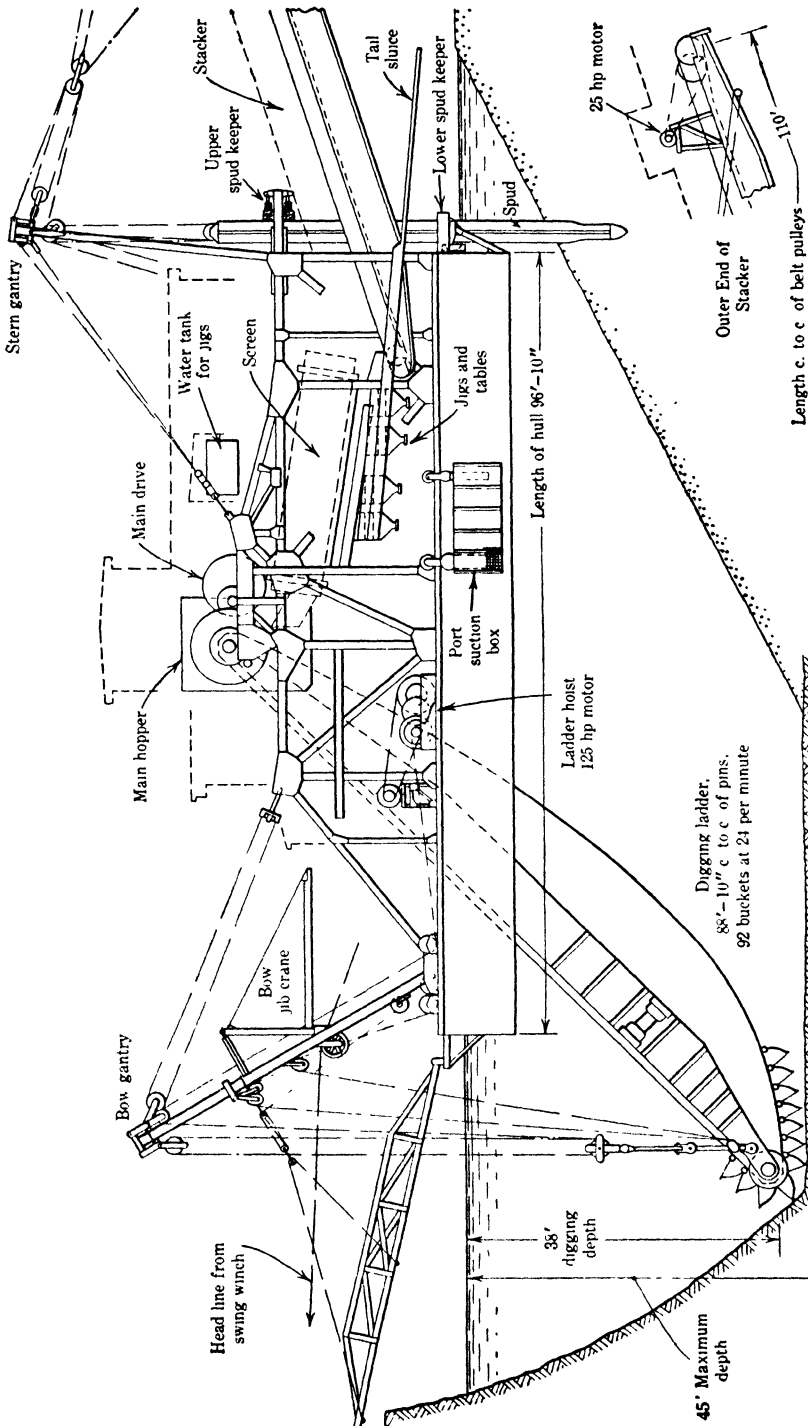 Stern gantry
Stacker
Upper
spud keeper
Tail
sluice
Lower spud keeper
Spud
25 hp motor
Outer End of
Stacker
110'
Length c. to c of belt pulleys
Water tank
for jigs
Screen
Jigs and
tables
Main drive
Main hopper
Length of hull 96'–10"
Port
suction
box
Ladder hoist
125 hp motor
Digging ladder,
88'–10" c to c of pins,
92 buckets at 24 per minute
Bow
jib crane
Bow gantry
Head line from
swing winch
38'
digging
depth
45' Maximum
depth